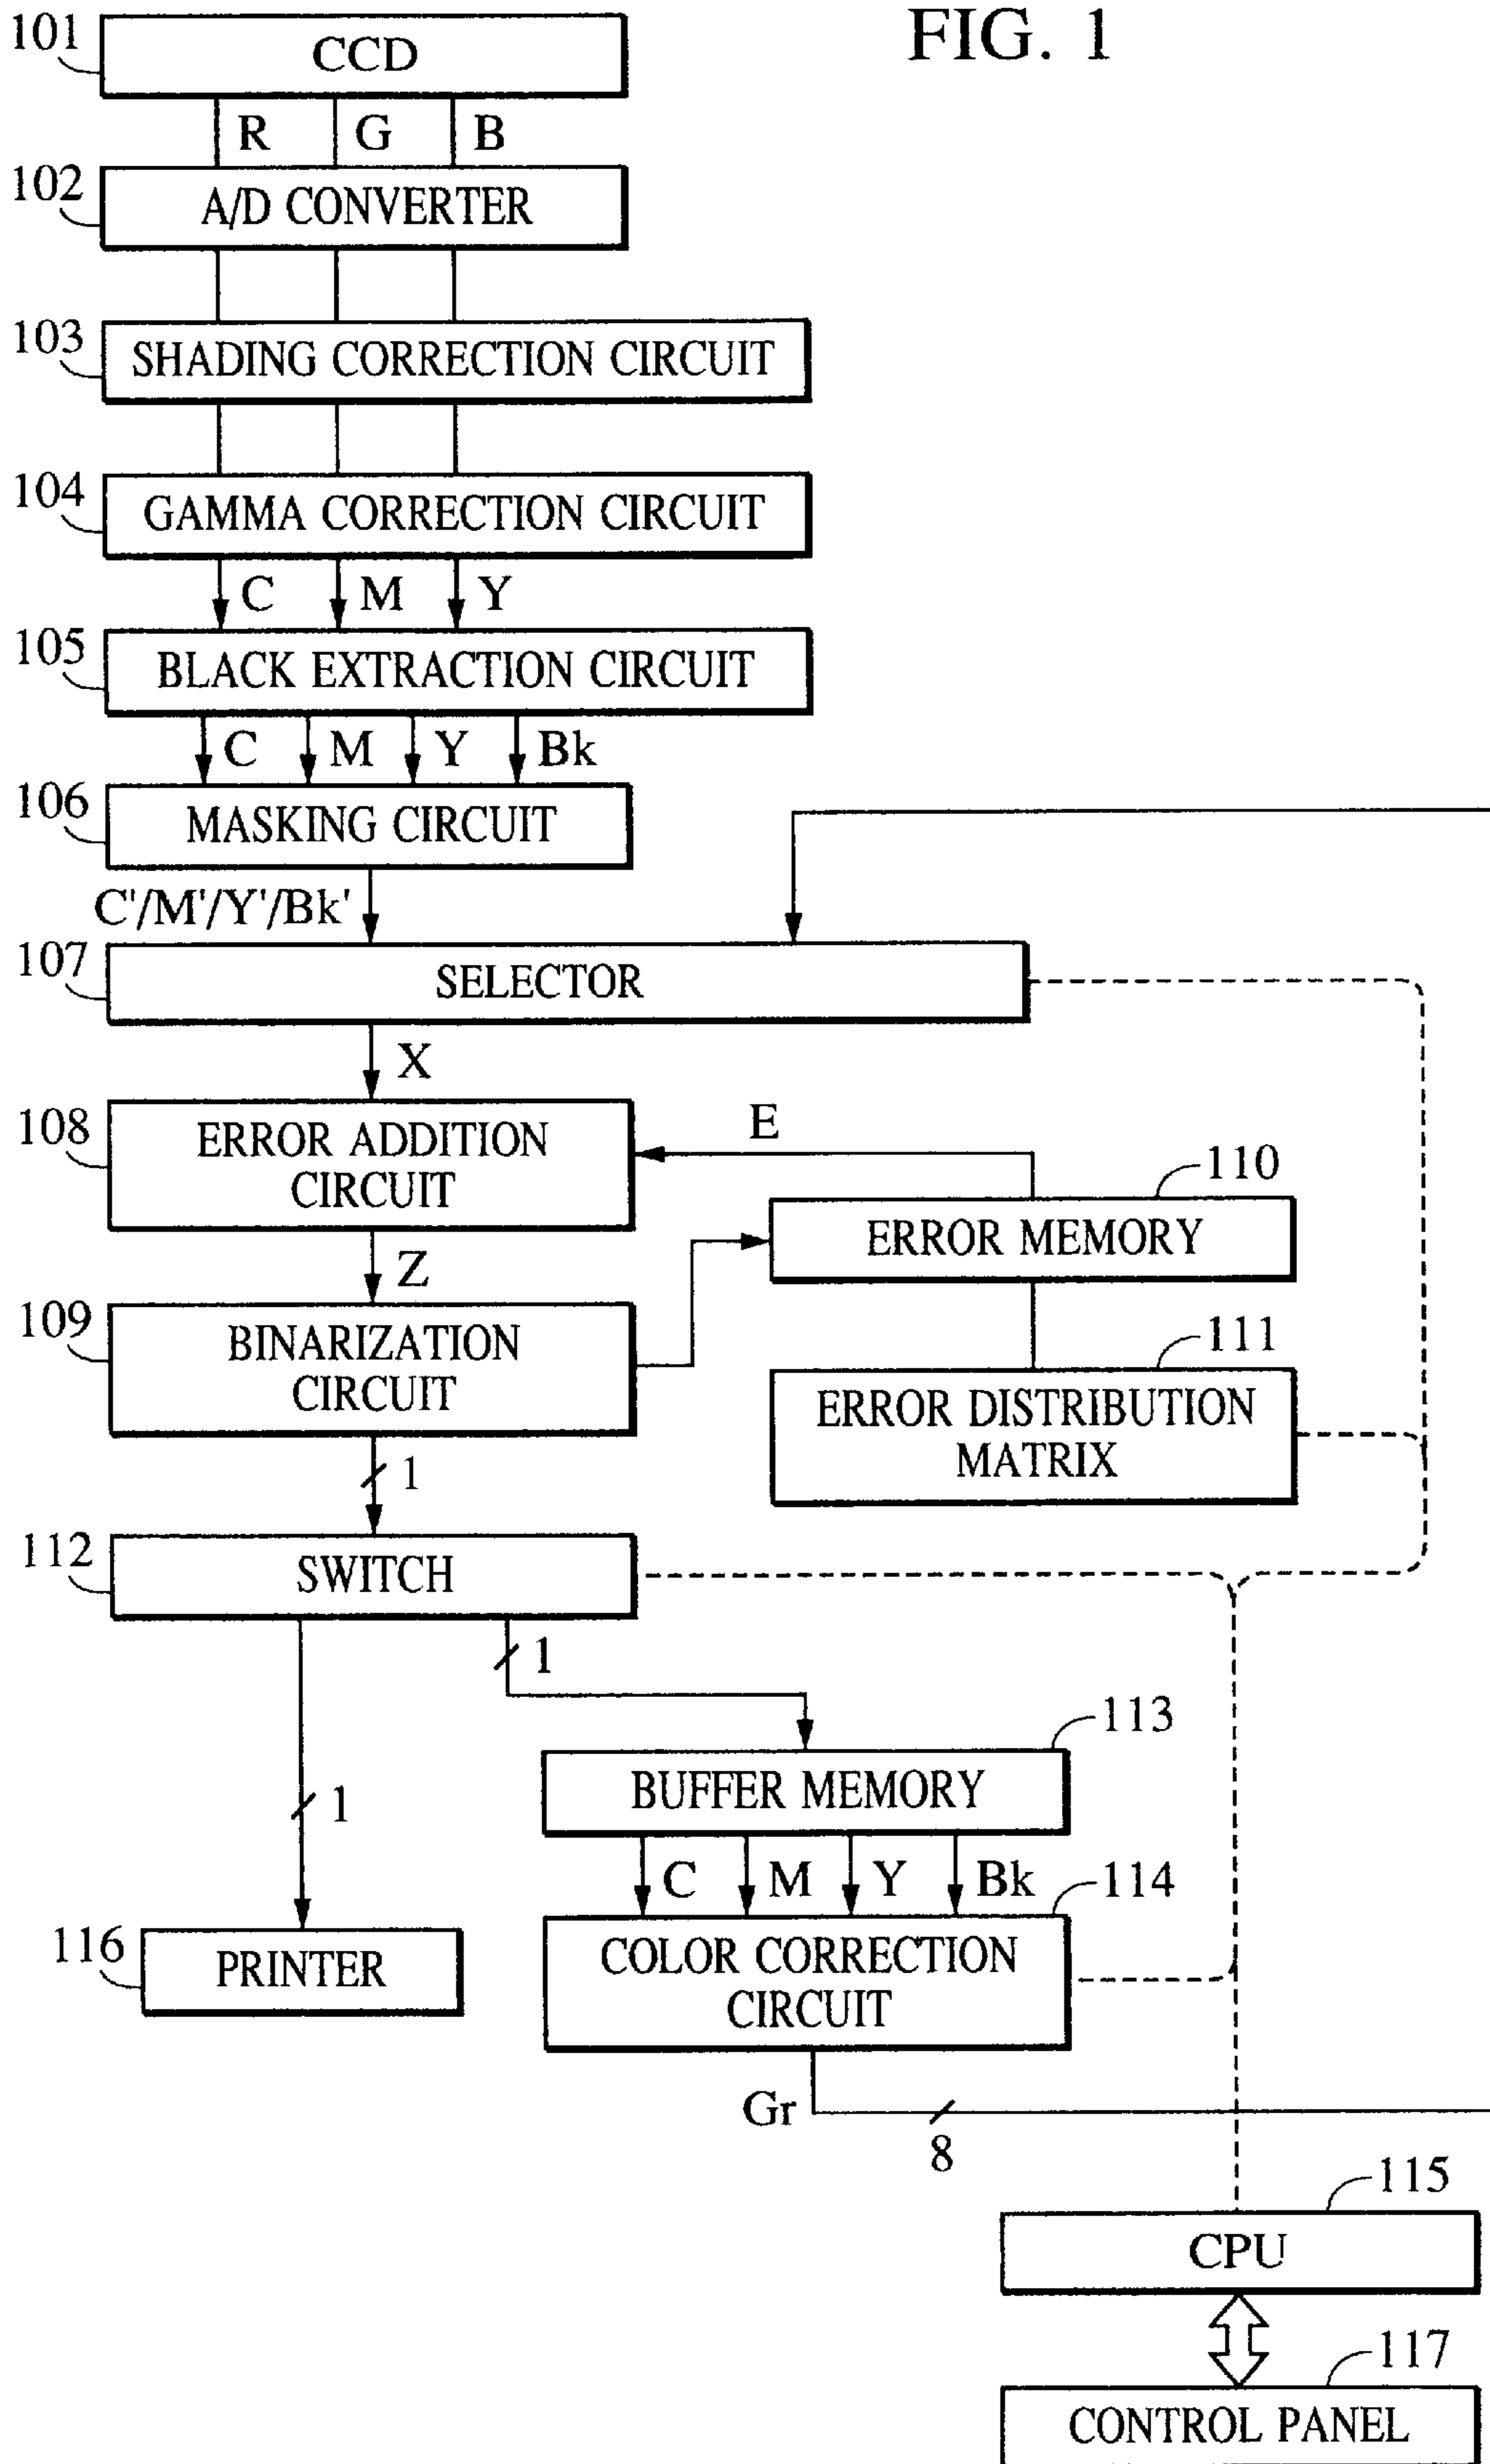 FIG. 1
101
CCD
R G B
102
A/D CONVERTER
103
SHADING CORRECTION CIRCUIT
104
GAMMA CORRECTION CIRCUIT
C M Y
105
BLACK EXTRACTION CIRCUIT
C M Y Bk
106
MASKING CIRCUIT
C'/M'/Y'/Bk'
107
SELECTOR
X
108
ERROR ADDITION
CIRCUIT
E
110
ERROR MEMORY
Z
109
BINARIZATION
CIRCUIT
111
ERROR DISTRIBUTION
MATRIX
1
112
SWITCH
1
113
BUFFER MEMORY
1
C M Y Bk
114
COLOR CORRECTION
CIRCUIT
116
PRINTER
Gr
8
115
CPU
117
CONTROL PANEL